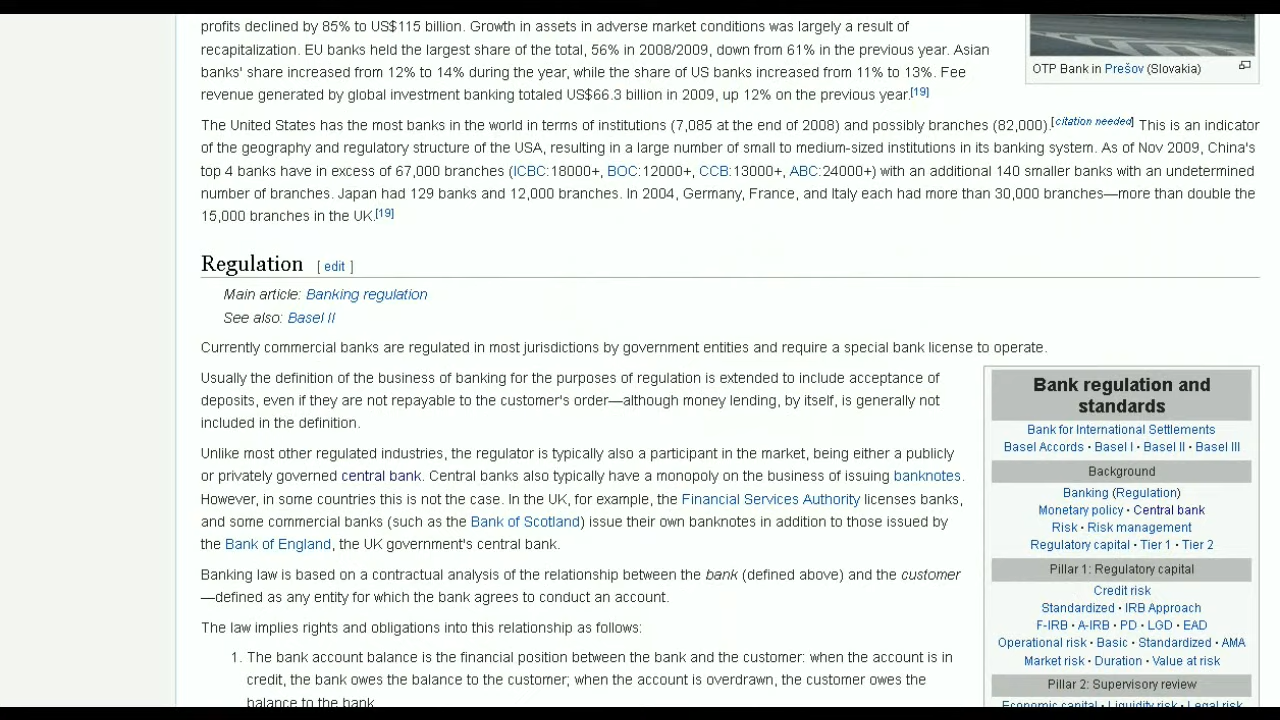 profits declined by 85% to US$115 billion. Growth in assets in adverse market conditions was largely a result of
recapitalization. EU banks held the largest share of the total, 56% in 2008/2009, down from 61% in the previous year. Asian
banks' share increased from 12% to 14% during the year, while the share of US banks increased from 11% to 13%. Fee
revenue generated by global investment banking totaled US$66.3 billion in 2009, up 12% on the previous year.[19]
OTP Bank in Prešov (Slovakia)
The United States has the most banks in the world in terms of institutions (7,085 at the end of 2008) and possibly branches (82,000).[citation needed] This is an indicator
of the geography and regulatory structure of the USA, resulting in a large number of small to medium-sized institutions in its banking system. As of Nov 2009, China's
top 4 banks have in excess of 67,000 branches (ICBC:18000+, BOC:12000+, CCB:13000+, ABC:24000+) with an additional 140 smaller banks with an undetermined
number of branches. Japan had 129 banks and 12,000 branches. In 2004, Germany, France, and Italy each had more than 30,000 branches—more than double the
15,000 branches in the UK.[19]
Regulation [ edit ]
Main article: Banking regulation
See also: Basel II
Currently commercial banks are regulated in most jurisdictions by government entities and require a special bank license to operate.
Usually the definition of the business of banking for the purposes of regulation is extended to include acceptance of
deposits, even if they are not repayable to the customer's order—although money lending, by itself, is generally not
included in the definition.
Unlike most other regulated industries, the regulator is typically also a participant in the market, being either a publicly
or privately governed central bank. Central banks also typically have a monopoly on the business of issuing banknotes.
However, in some countries this is not the case. In the UK, for example, the Financial Services Authority licenses banks,
and some commercial banks (such as the Bank of Scotland) issue their own banknotes in addition to those issued by
the Bank of England, the UK government's central bank.
Banking law is based on a contractual analysis of the relationship between the bank (defined above) and the customer
—defined as any entity for which the bank agrees to conduct an account.
The law implies rights and obligations into this relationship as follows:
1. The bank account balance is the financial position between the bank and the customer: when the account is in
credit, the bank owes the balance to the customer; when the account is overdrawn, the customer owes the
balance to the bank.
Bank regulation and
standards
Bank for International Settlements
Basel Accords · Basel I · Basel II · Basel III
Background
Banking (Regulation)
Monetary policy · Central bank
Risk · Risk management
Regulatory capital · Tier 1 · Tier 2
Pillar 1: Regulatory capital
Credit risk
Standardized · IRB Approach
F-IRB · A-IRB · PD · LGD · EAD
Operational risk · Basic · Standardized · AMA
Market risk · Duration · Value at risk
Pillar 2: Supervisory review
Economic capital · Liquidity risk · Legal risk